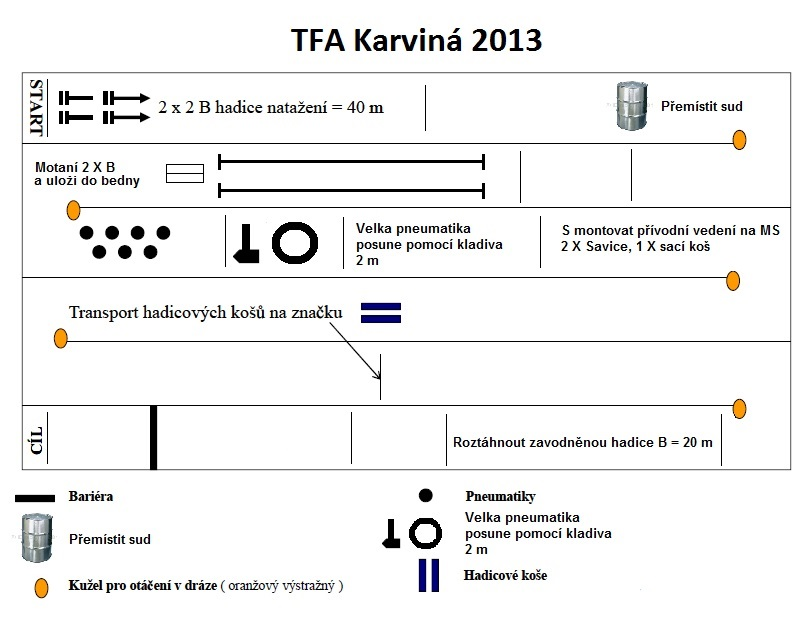 TFA Karviná 2013
START
2 x 2 B hadice natažení = 40 m
Přemístit sud
Motaní 2 X B
a uloži do bedny
Velka pneumatika
posune pomocí kladiva
2 m
S montovat přívodní vedení na MS
2 X Savice, 1 X sací koš
Transport hadicových košů na značku
CÍL
Roztáhnout zavodněnou hadice B = 20 m
Bariéra
Přemístit sud
Kužel pro otáčení v dráze ( oranžový výstražný )
Pneumatiky
Velka pneumatika
posune pomocí kladiva
2 m
Hadicové koše